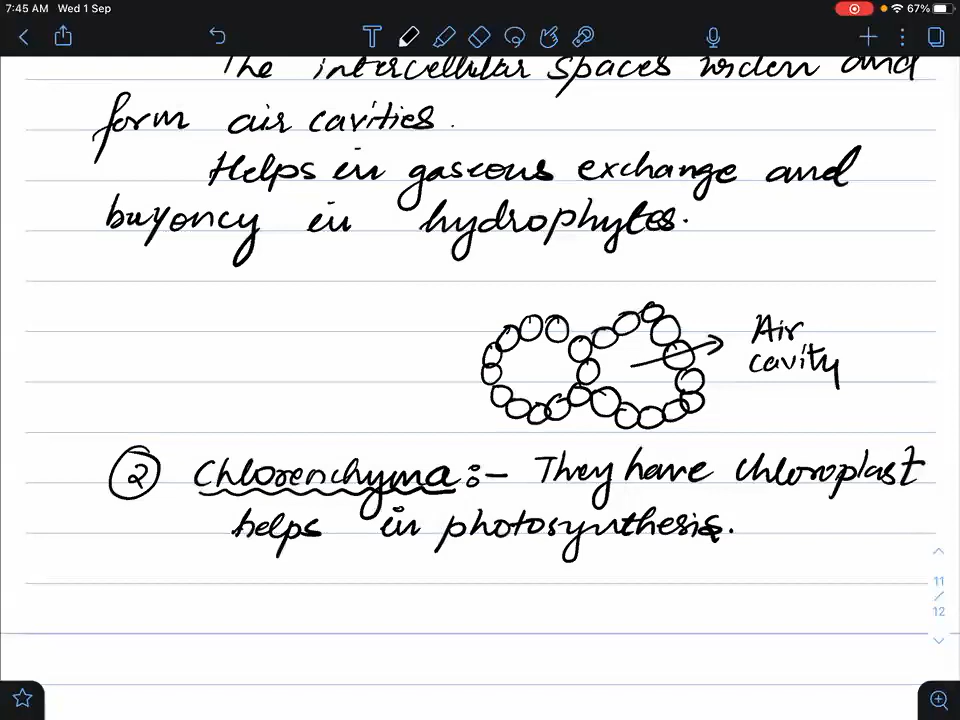 7:45 AM Wed 1 Sep
67%
The intercellular spaces widen and
form air cavities.
Helps in gaseous exchange and
buyoncy in hydrophytes.
Air
cavity
② Chlorenchyma :- They have chloroplast
helps in photosynthesis.
11
/
12